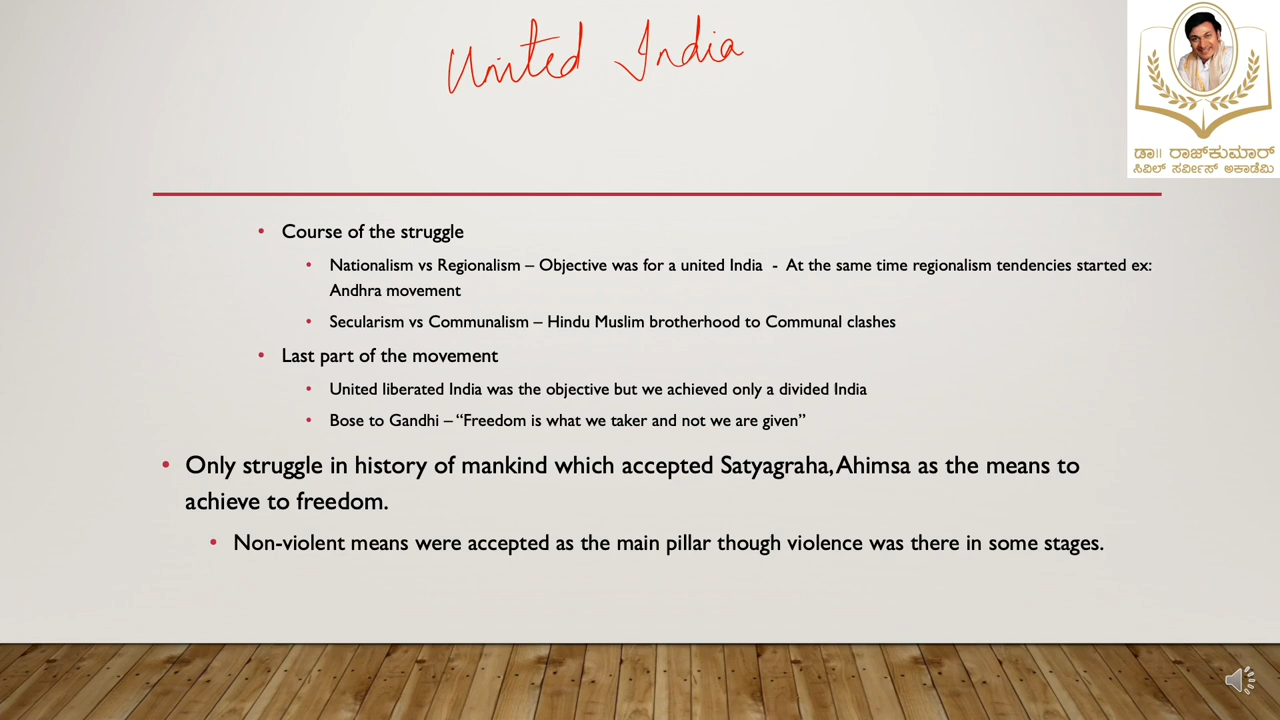 United India
ಡಾ|| ರಾಜ್‌ಕುಮಾರ್
ಸಿವಿಲ್ ಸರ್ವೀಸ್ ಅಕಾಡೆಮಿ
• Course of the struggle
• Nationalism vs Regionalism – Objective was for a united India - At the same time regionalism tendencies started ex:
Andhra movement
• Secularism vs Communalism – Hindu Muslim brotherhood to Communal clashes
• Last part of the movement
• United liberated India was the objective but we achieved only a divided India
• Bose to Gandhi – “Freedom is what we taker and not we are given”
• Only struggle in history of mankind which accepted Satyagraha, Ahimsa as the means to
achieve to freedom.
• Non-violent means were accepted as the main pillar though violence was there in some stages.